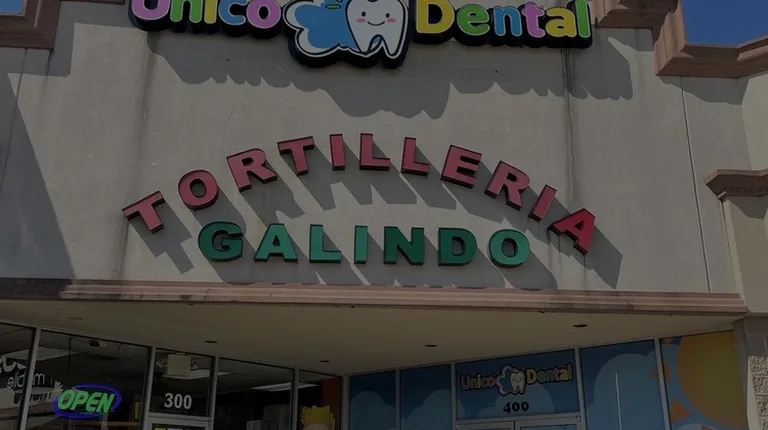 Unico Dental
TORTILLERIA
GALINDO
OPEN
300
Unico Dental
400